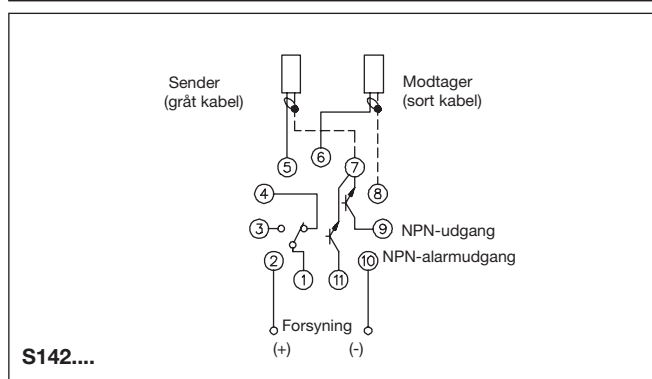 Sender
(gråt kabel)
Modtager
(sort kabel)
5
6
7
8
4
3
9 NPN-udgang
2
10 NPN-alarmudgang
1
11
Forsyning
(+)
(-)
S142....